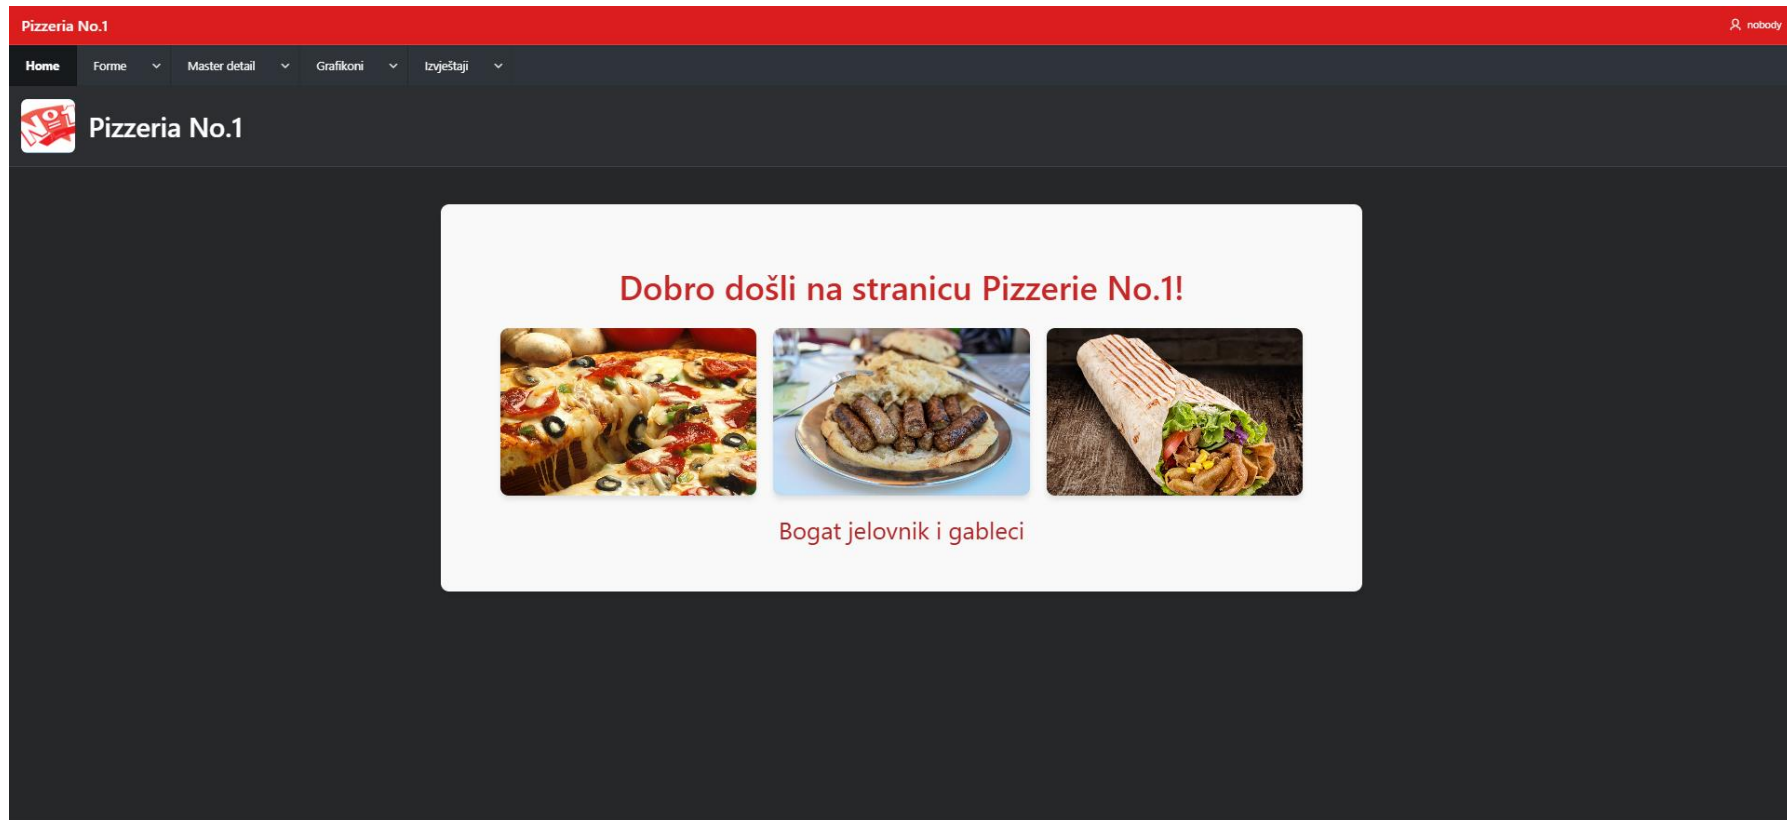 Pizzeria No.1
nobody
Home Forme Master detail Grafikoni Izvještaji
No1
Pizzeria No.1
Dobro došli na stranicu Pizzerie No.1!
Bogat jelovnik i gableci